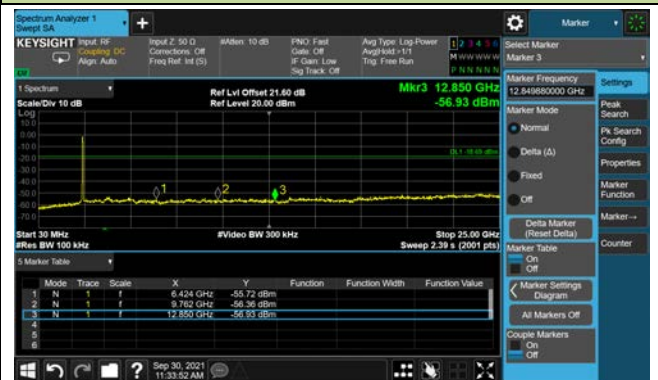 Spectrum Analyzer 1
Swept SA
Marker
KEYSIGHT Input: RF
Coupling: DC
Align: Auto
Input Z: 50 Ω
Corrections: Off
Freq Ref: Int (S)
#Atten: 10 dB
PNO: Fast
Gate: Off
IF Gain: Low
Sig Track: Off
Avg Type: Log-Power
Avg|Hold:>1/1
Trig: Free Run
1 2 3 4 5 6
M W W W W W
P N N N N N
Select Marker
Marker 3
1 Spectrum
Scale/Div 10 dB
Log
Ref Lvl Offset 21.60 dB
Ref Level 20.00 dBm
Mkr3 12.850 GHz
-56.93 dBm
10.0
0.00
-10.0
-20.0
-30.0
-40.0
-50.0
-60.0
-70.0
1
2
3
Start 30 MHz
#Res BW 100 kHz
#Video BW 300 kHz
Stop 25.00 GHz
Sweep 2.39 s (2001 pts)
5 Marker Table
Mode Trace Scale X Y Function Function Width Function Value
1 N 1 f 6.424 GHz -55.72 dBm
2 N 1 f 9.762 GHz -56.36 dBm
3 N 1 f 12.850 GHz -56.93 dBm
4
5
6
Marker Frequency
12.849680000 GHz
Marker Mode
Normal
Delta (Δ)
Fixed
Off
Delta Marker
(Reset Delta)
Marker Table
On
Off
Marker Settings
Diagram
All Markers Off
Couple Markers
On
Off
Settings
Peak
Search
Pk Search
Config
Properties
Marker
Function
Marker→
Counter
Sep 30, 2021
11:33:52 AM